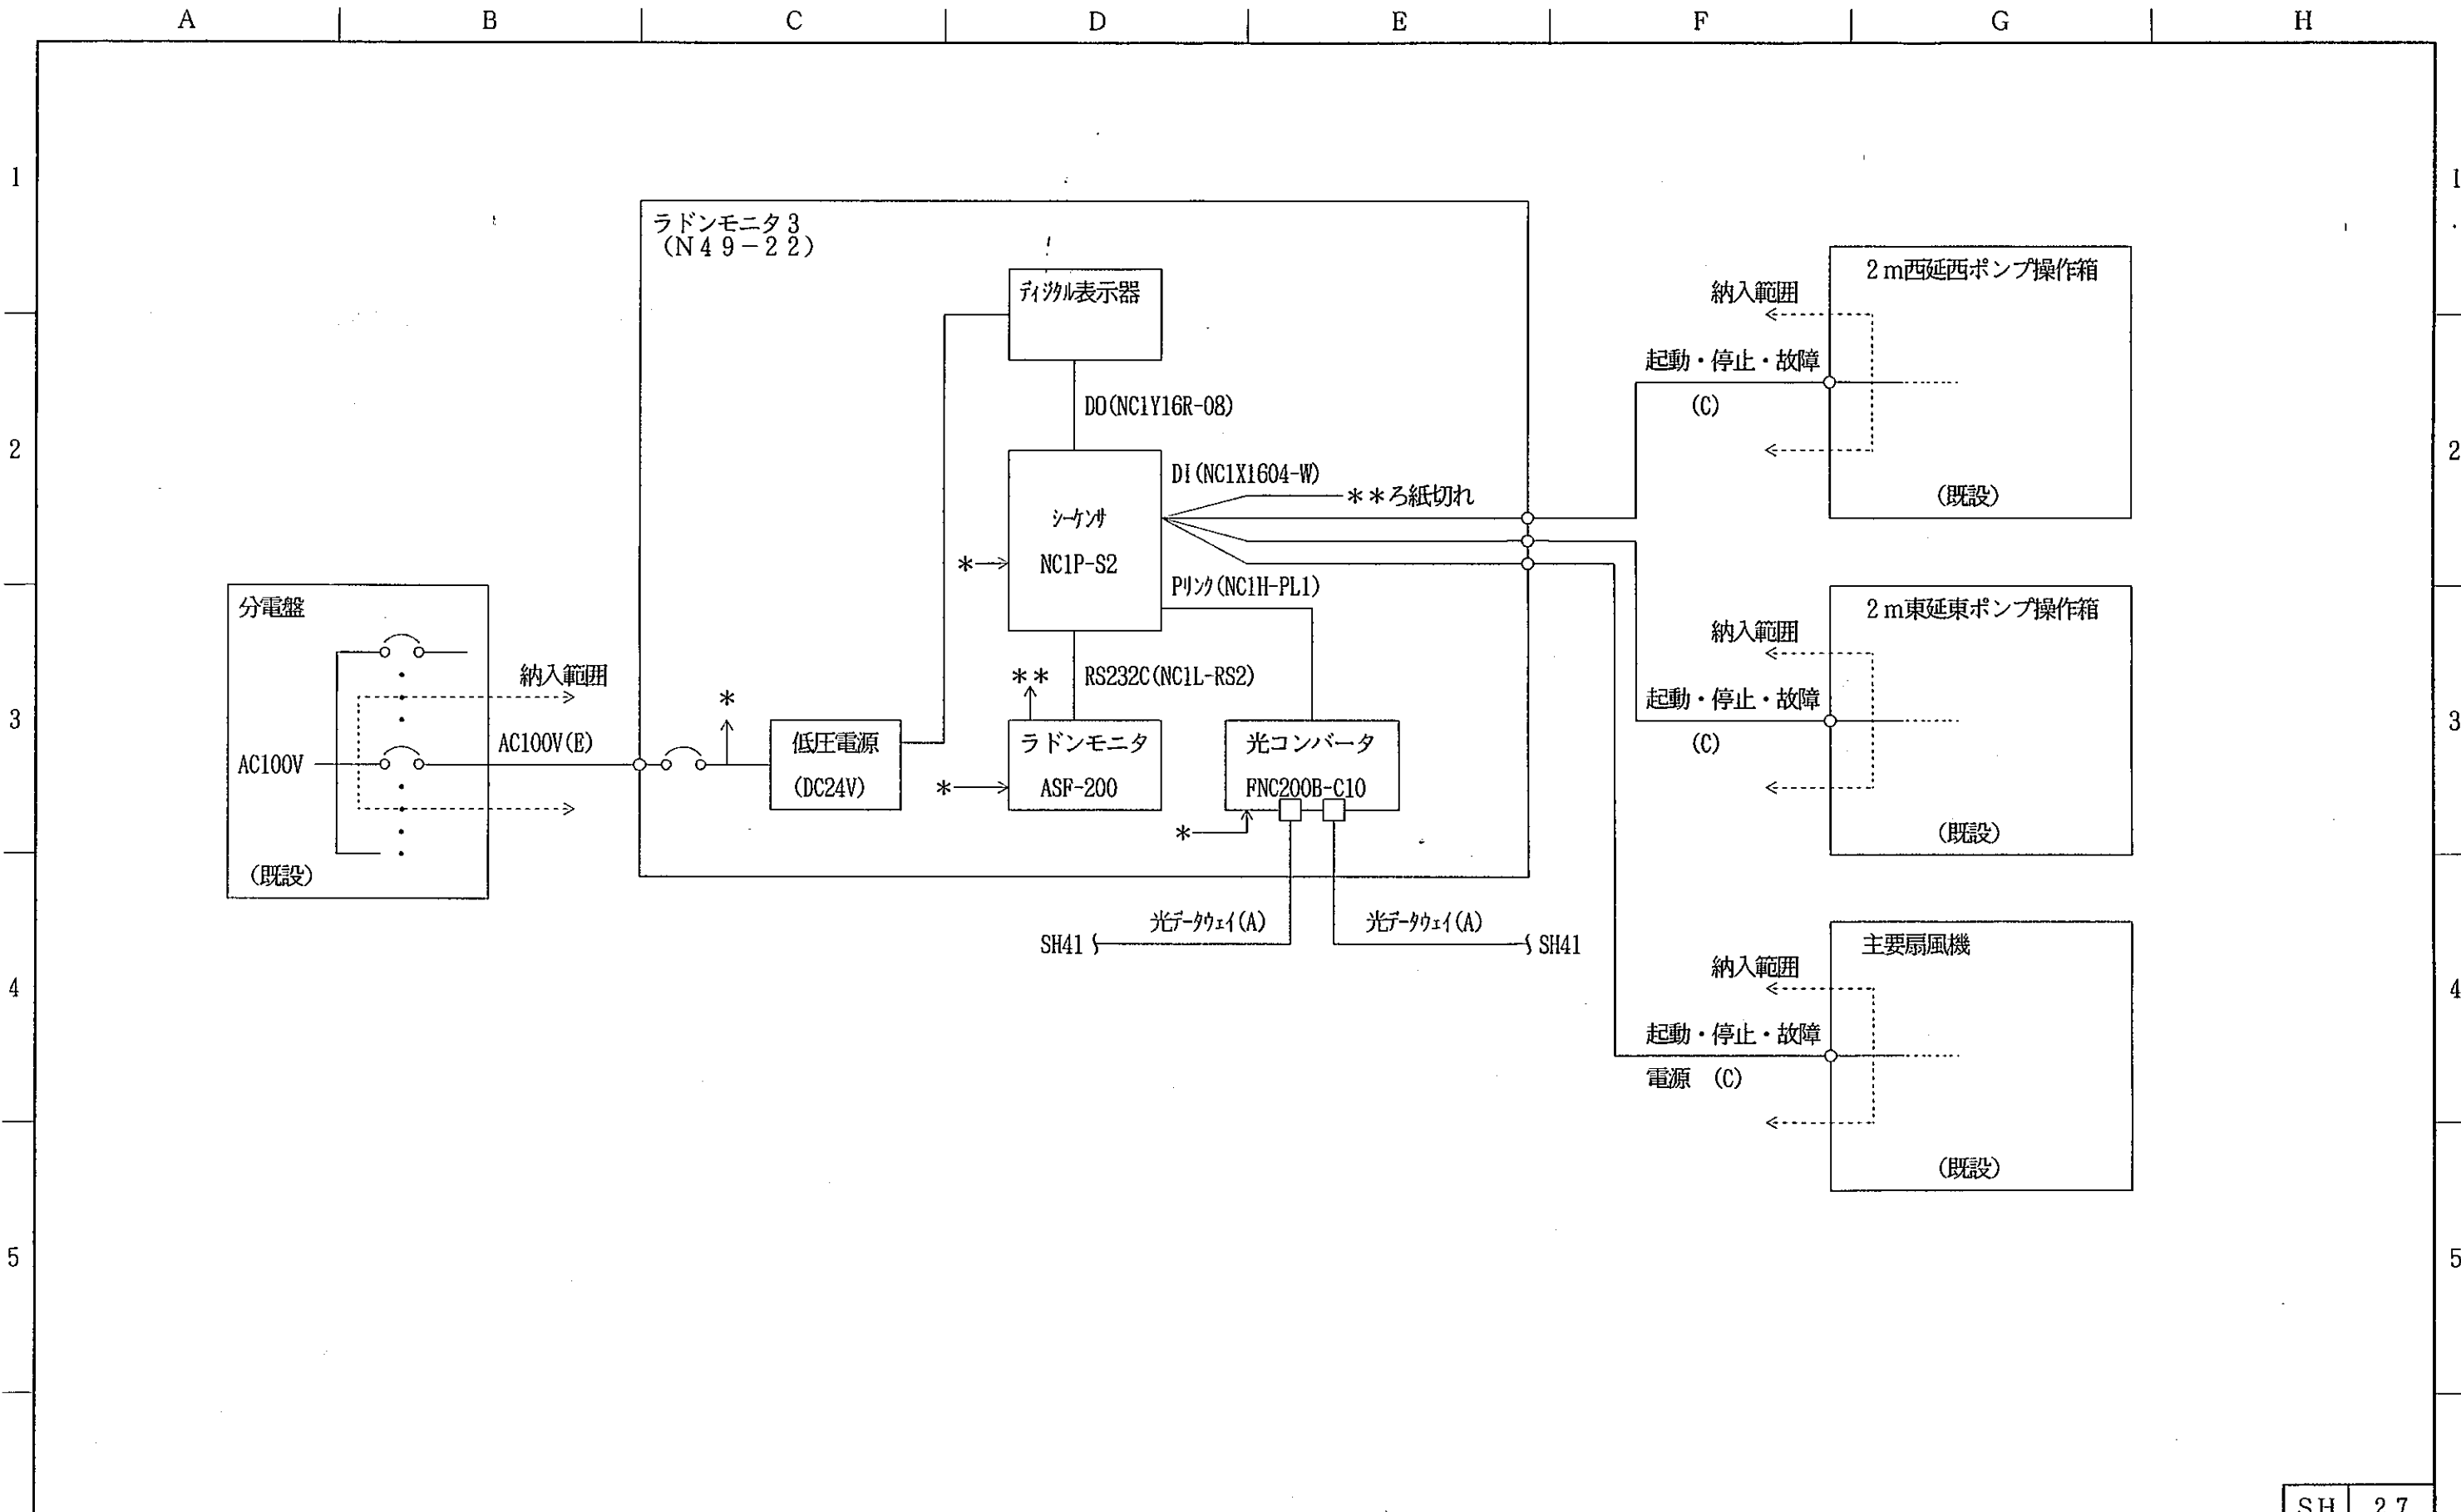 A B C D E F G H
1 1
2 2
3 3
4 4
5 5
ラドンモニタ3
(N49-22)
ディジタル表示器
DO(NC1Y16R-08)
DI(NC1X1604-W)
**ろ紙切れ
シーケンサ
NC1P-S2
*
Pリンク(NC1H-PL1)
RS232C(NC1L-RS2)
**
*
低圧電源
(DC24V)
ラドンモニタ
ASF-200
*
光コンバータ
FNC200B-C10
*
分電盤
納入範囲
AC100V
AC100V(E)
(既設)
光データウェイ(A)
光データウェイ(A)
SH41
SH41
2m西延西ポンプ操作箱
納入範囲
起動・停止・故障
(C)
(既設)
2m東延東ポンプ操作箱
納入範囲
起動・停止・故障
(C)
(既設)
主要扇風機
納入範囲
起動・停止・故障
電源 (C)
(既設)
SH 27